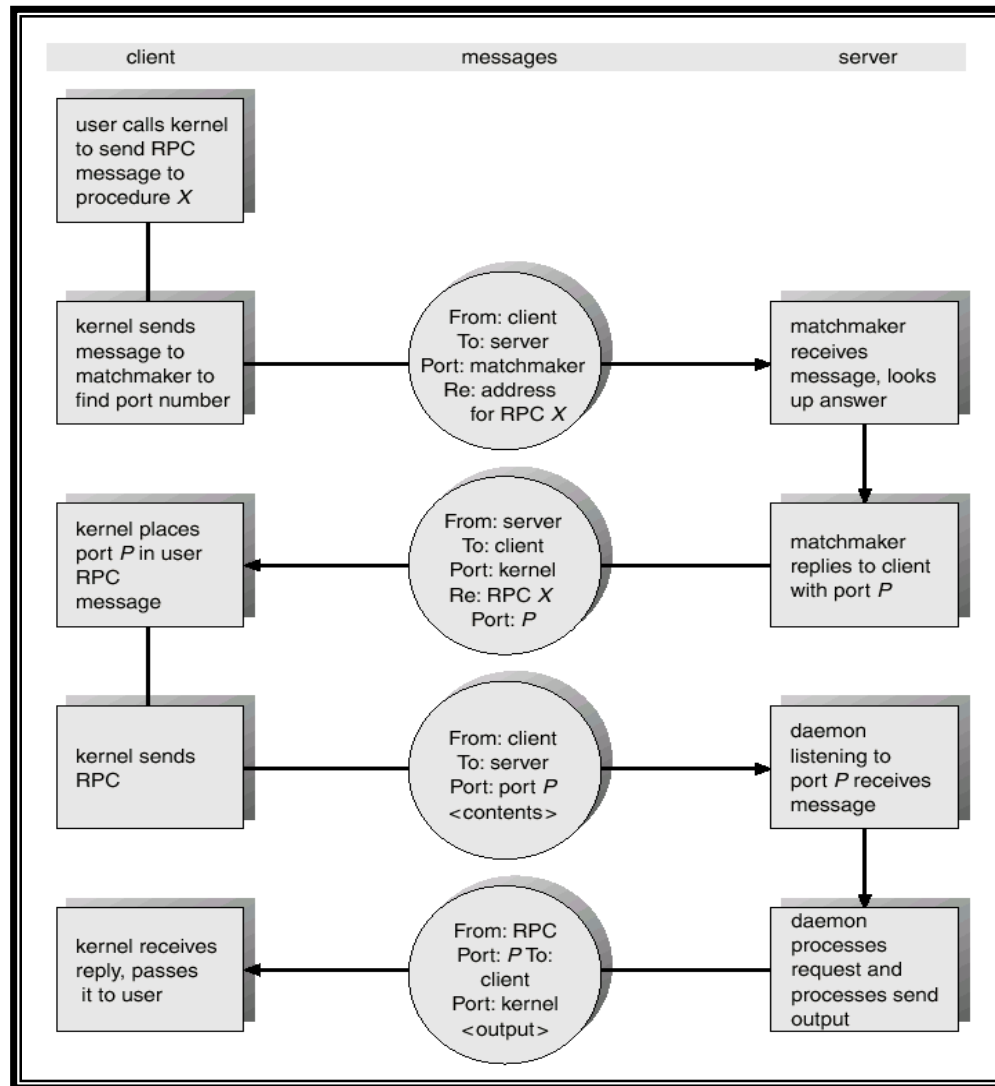 client
messages
server
user calls kernel
to send RPC
message to
procedure X
kernel sends
message to
matchmaker to
find port number
From: client
To: server
Port: matchmaker
Re: address
for RPC X
matchmaker
receives
message, looks
up answer
kernel places
port P in user
RPC
message
From: server
To: client
Port: kernel
Re: RPC X
Port: P
matchmaker
replies to client
with port P
kernel sends
RPC
From: client
To: server
Port: port P
<contents>
daemon
listening to
port P receives
message
kernel receives
reply, passes
it to user
From: RPC
Port: P To:
client
Port: kernel
<output>
daemon
processes
request and
processes send
output